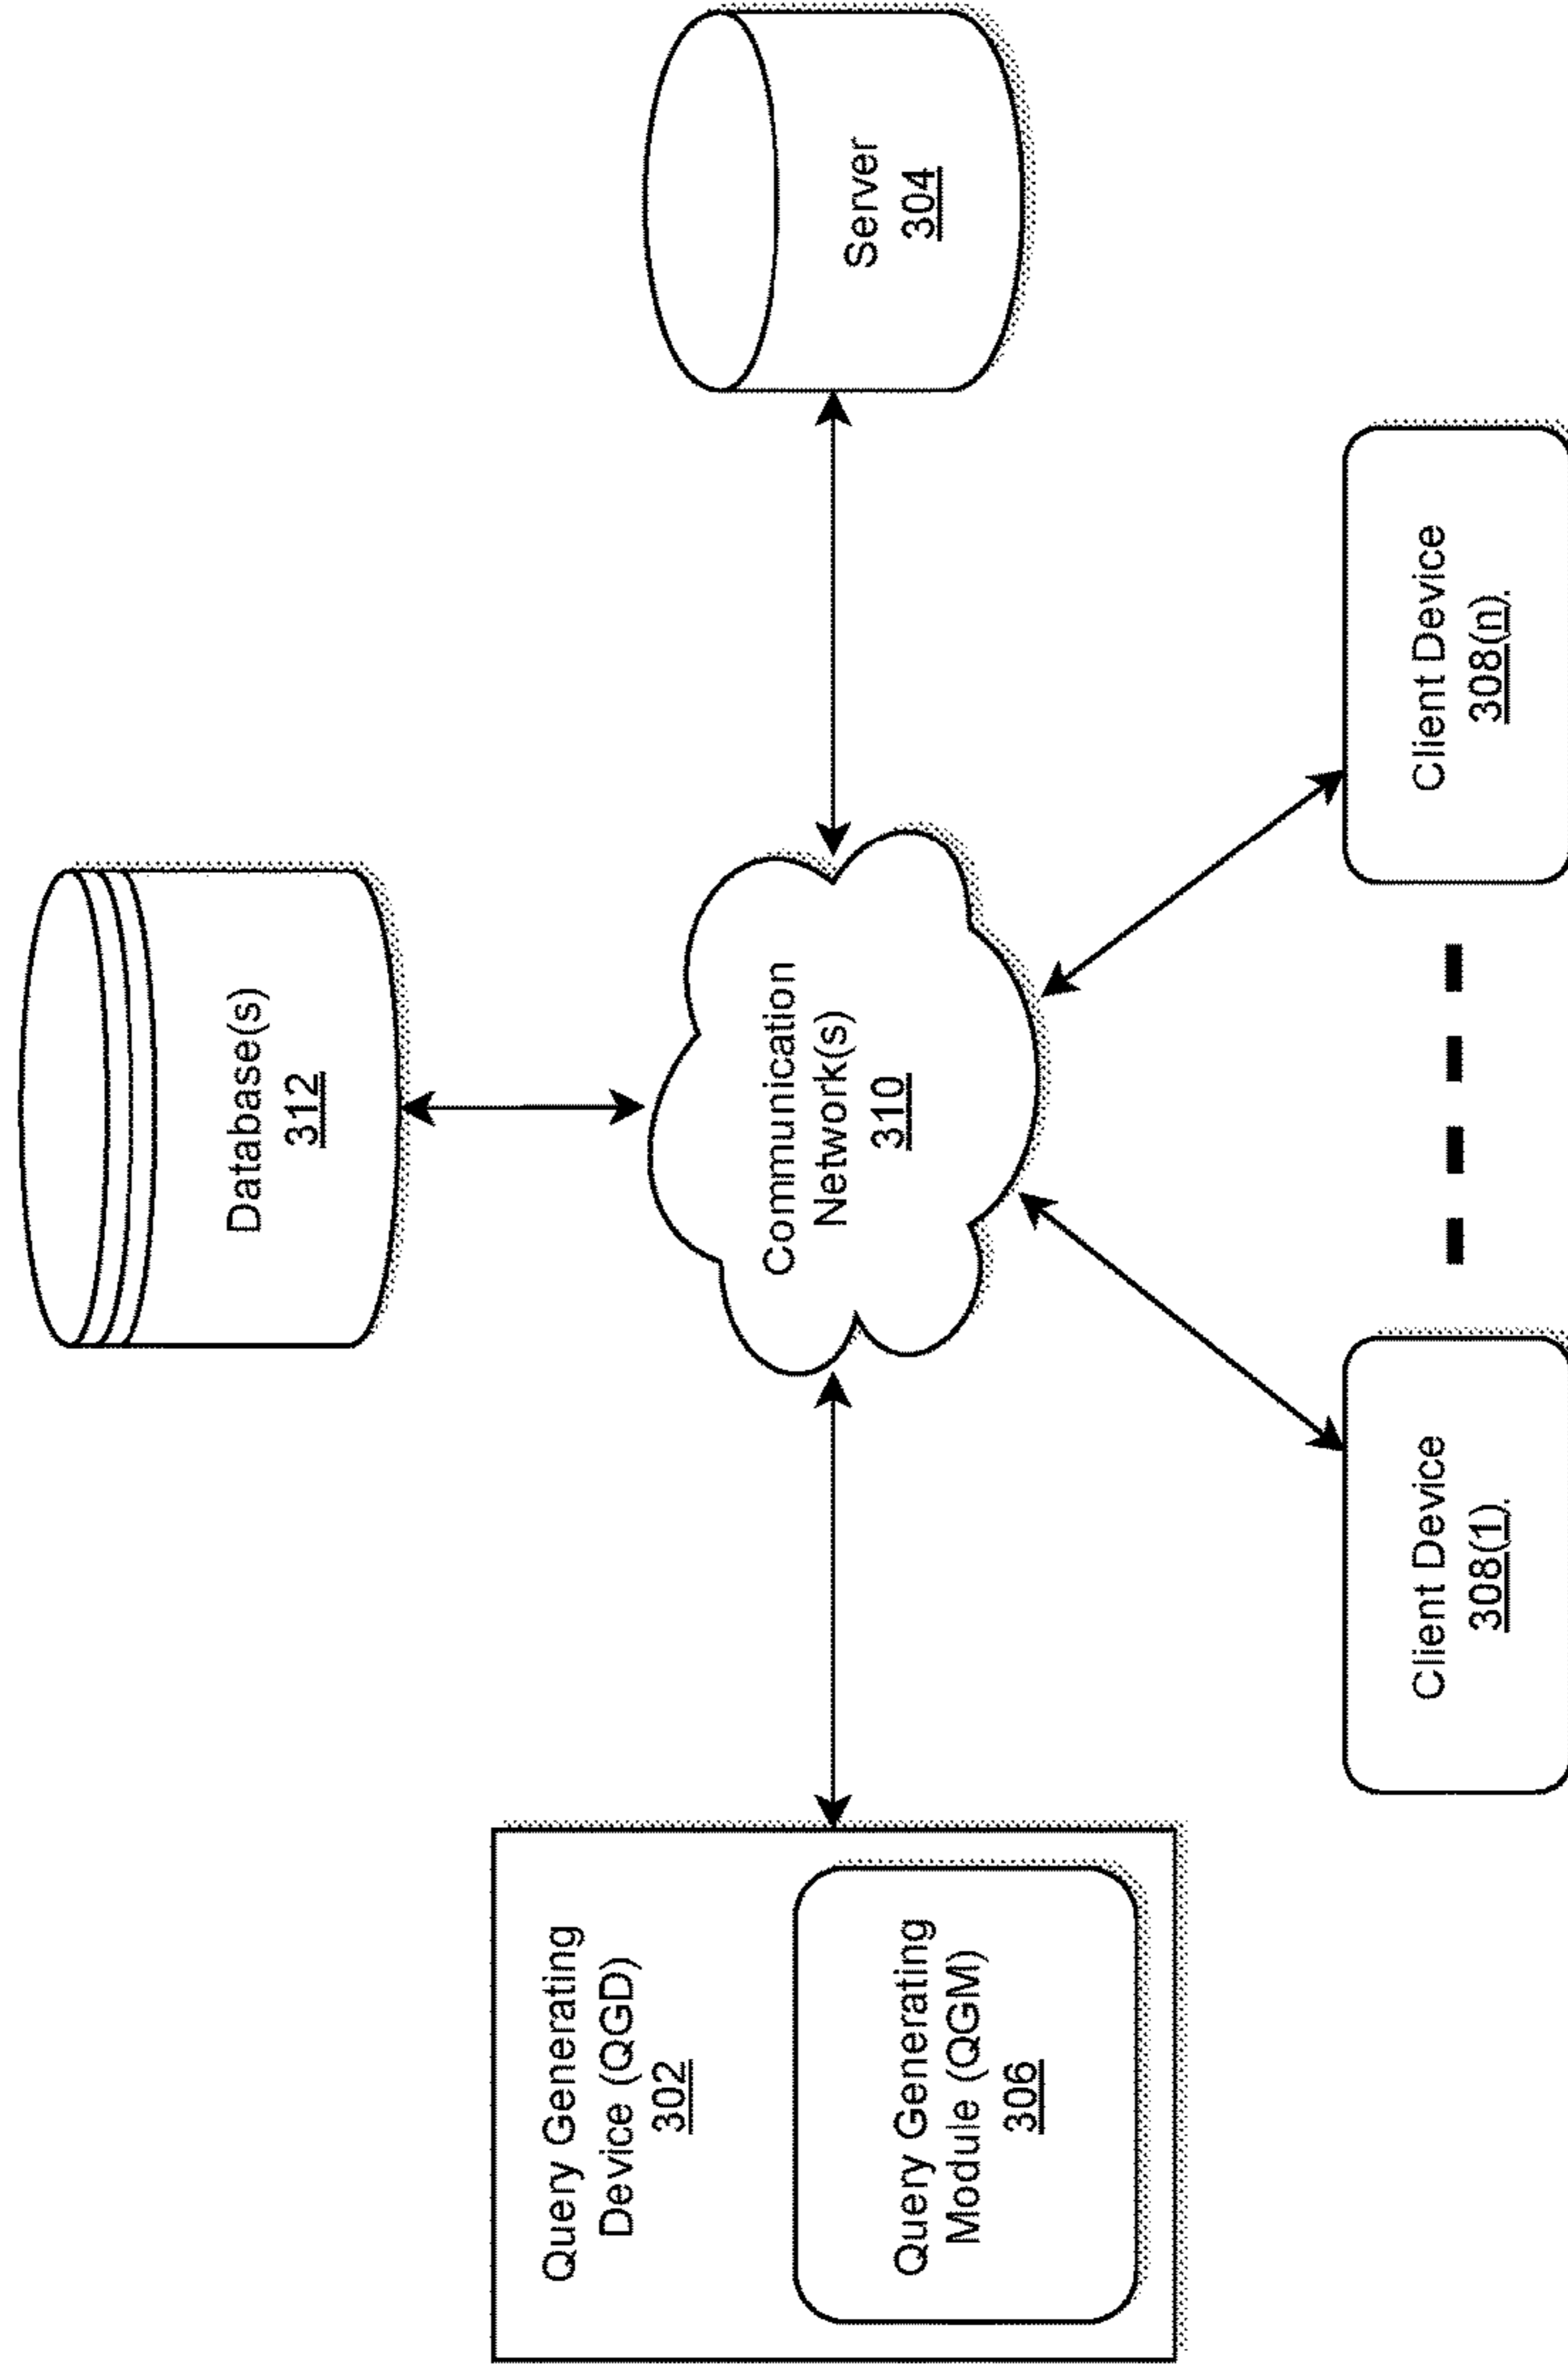 Database(s)
312
Query Generating
Device (QGD)
302
Query Generating
Module (QGM)
306
Communication
Network(s)
310
Server
304
Client Device
308(1).
Client Device
308(n).